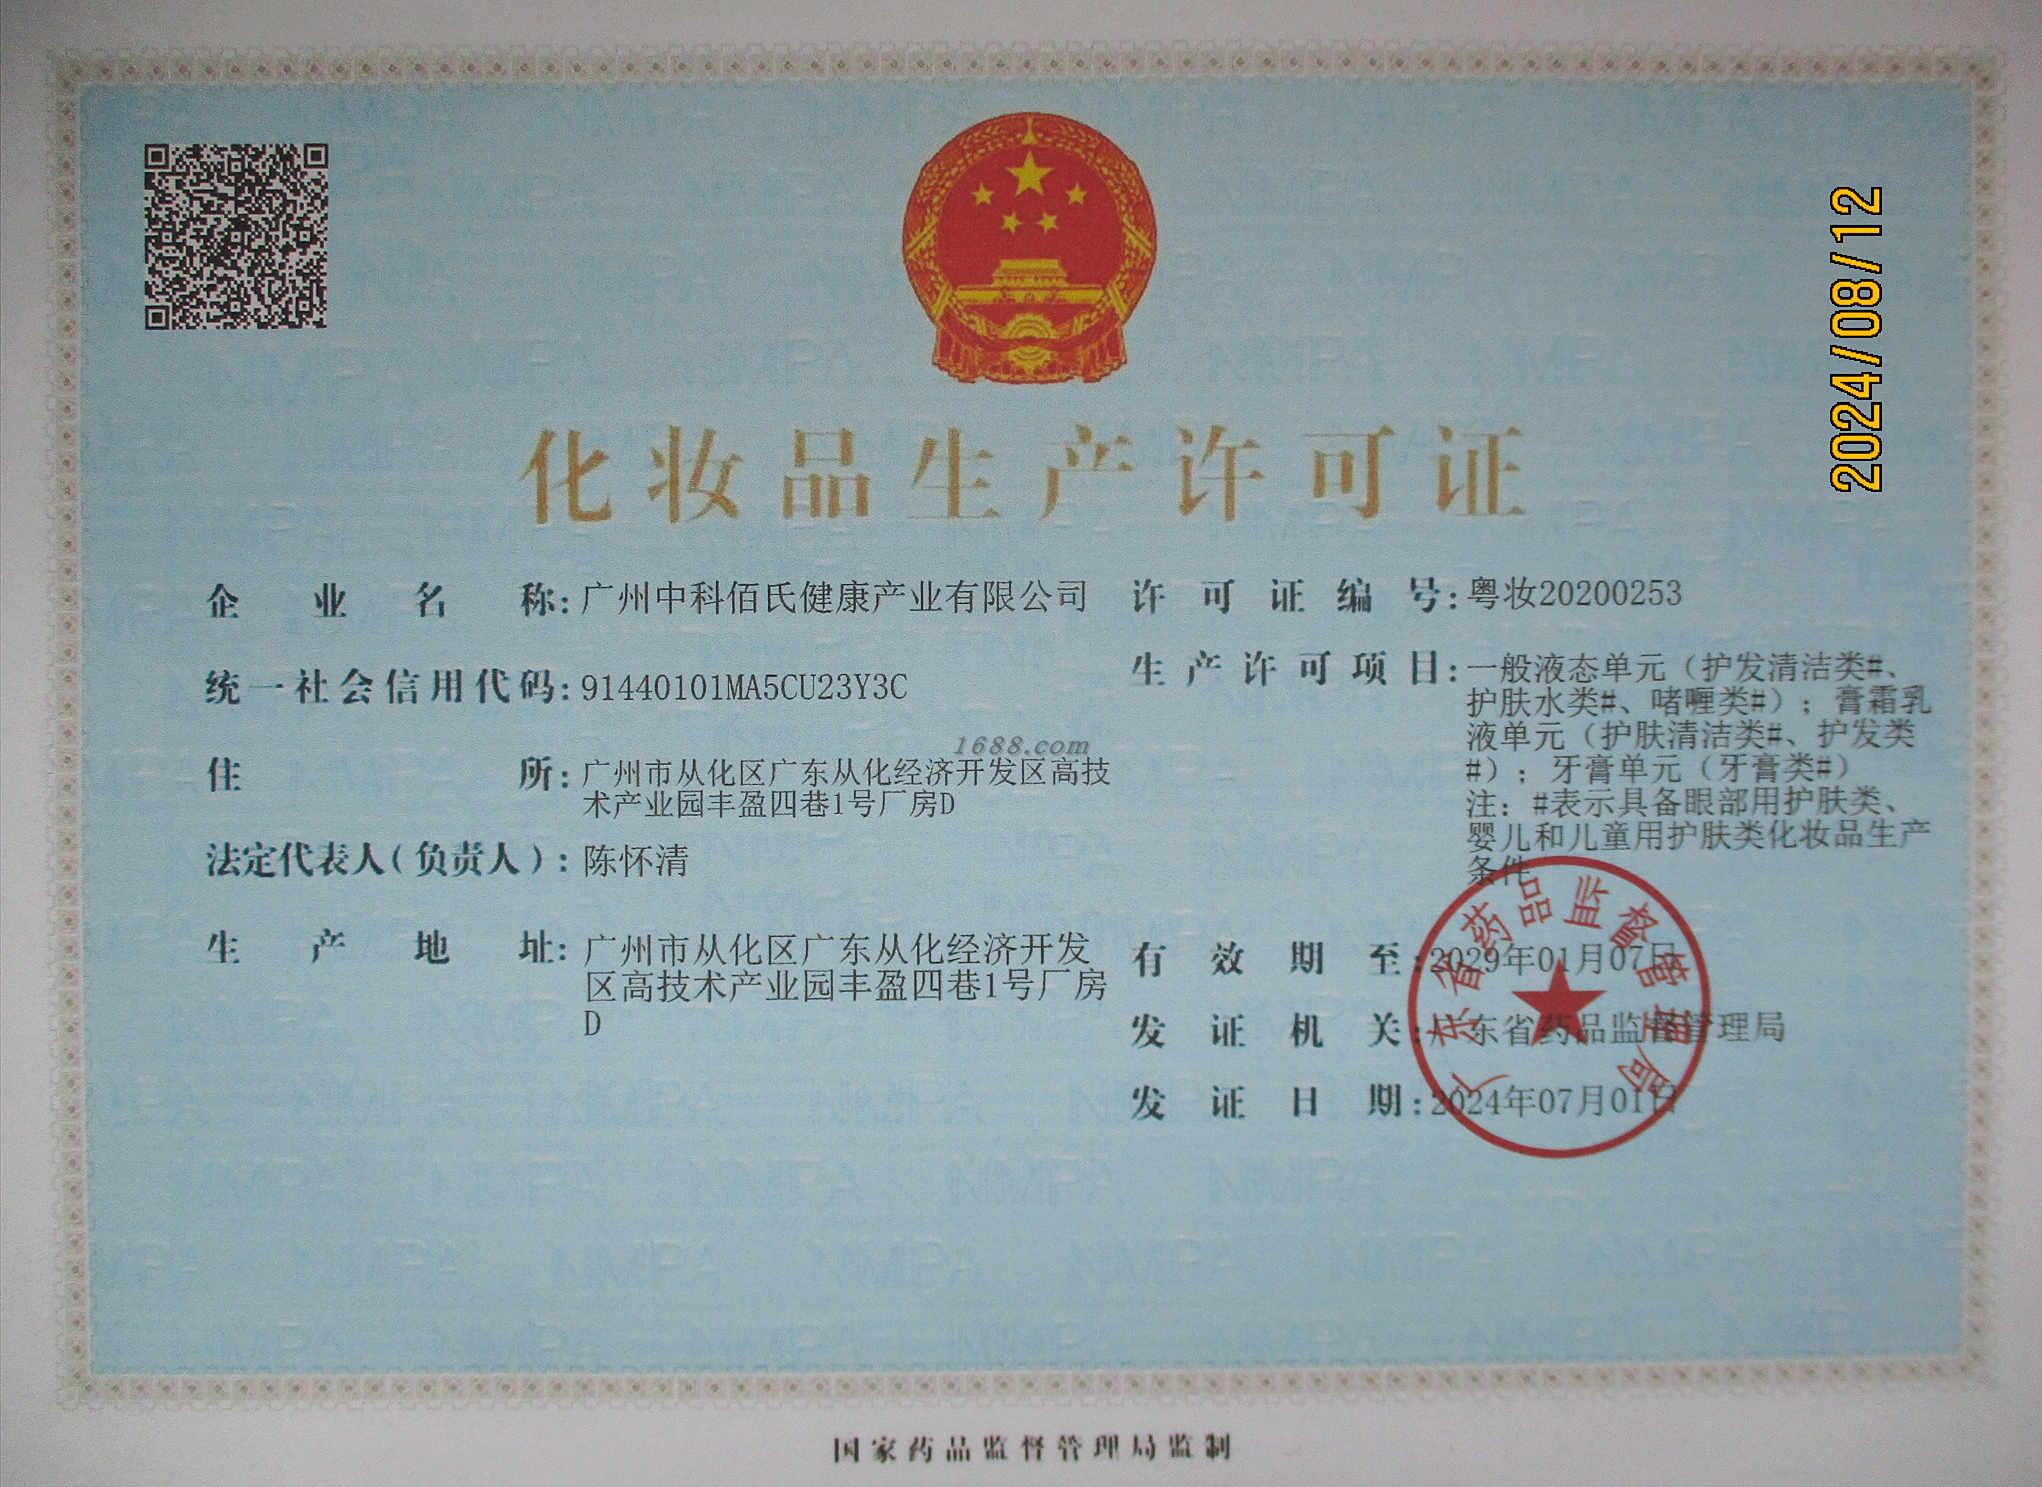 2024/08/12
化妆品生产许可证
企业名称:广州中科佰氏健康产业有限公司
统一社会信用代码:91440101MA5CU23Y3C
1688.com
住所:广州市从化区广东从化经济开发区高技
术产业园丰盈四巷1号厂房D
法定代表人(负责人):陈怀清
生产地址:广州市从化区广东从化经济开发
区高技术产业园丰盈四巷1号厂房
D
许可证编号:粤妆20200253
生产许可项目:一般液态单元（护发清洁类#、
护肤水类#、啫喱类#）；膏霜乳
液单元（护肤清洁类#、护发类
#）；牙膏单元（牙膏类#）
注：#表示具备眼部用护肤类、
婴儿和儿童用护肤类化妆品生产
条件
有效期至:2029年01月07日
发证机关:广东省药品监督管理局
发证日期:2024年07月01日
广东省药品监督管理局
国家药品监督管理局监制